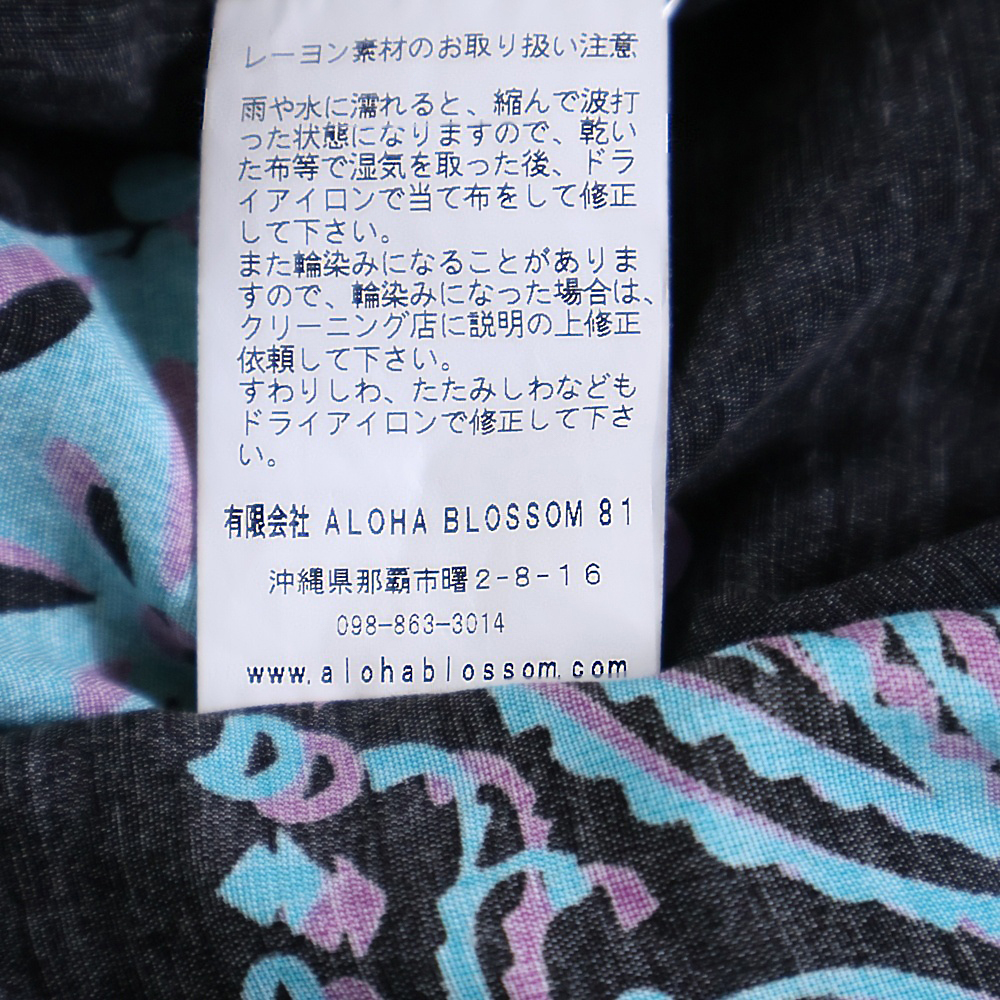 レーヨン素材のお取り扱い注意
雨や水に濡れると、縮んで波打
った状態になりますので、乾い
た布等で湿気を取った後、ドラ
イアイロンで当て布をして修正
して下さい。
また輪染みになることがありま
すので、輪染みになった場合は、
クリーニング店に説明の上修正
依頼して下さい。
すわりしわ、たたみしわなども
ドライアイロンで修正して下さ
い。
有限会社 ALOHA BLOSSOM 81
沖縄県那覇市曙2-8-16
098-863-3014
www.alohablossom.com